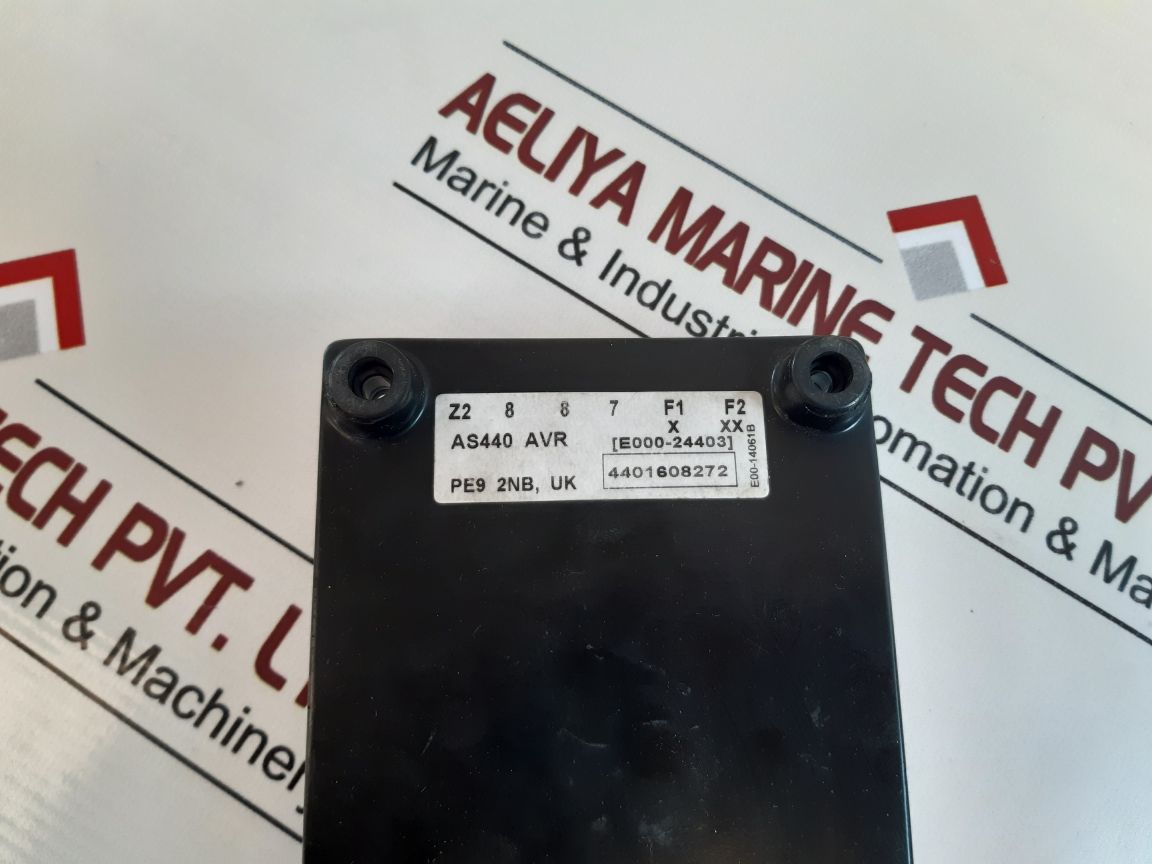 AELIYA MARINE TECH PV
Marine & Industri
omation & Ma
ECH PVT. L
ion & Machinery
Z2 8 8 7 F1 F2
X XX
AS440 AVR [E000-24403]
4401608272
PE9 2NB, UK
E00-14061B